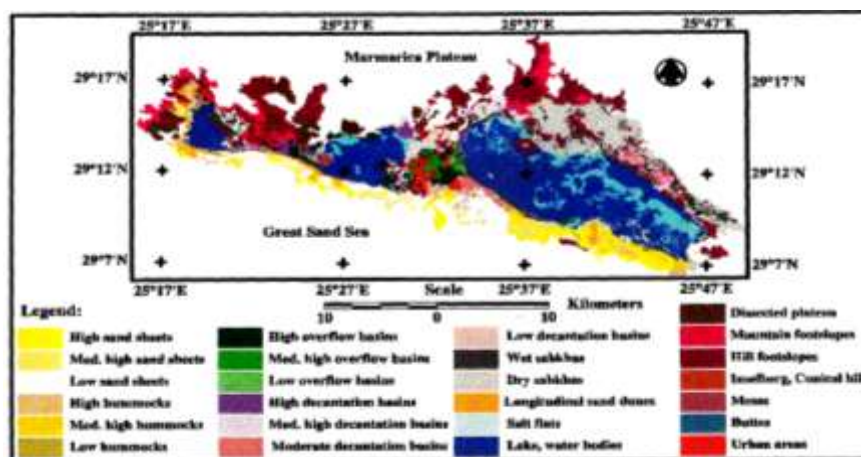 25°17'E 25°27'E 25°37'E 25°47'E
Marmarica Plateau
29°17'N 29°17'N
29°12'N 29°12'N
Great Sand Sea
29°7'N 29°7'N
25°17'E 25°27'E Scale 25°37'E 25°47'E
Kilometers
10 0 10
Legend:
High sand sheets
Med. high sand sheets
Low sand sheets
High hummocks
Med. high hummocks
Low hummocks
High overflow basins
Med. high overflow basins
Low overflow basins
High decantation basins
Med. high decantation basins
Moderate decantation basins
Low decantation basins
Wet sabkhas
Dry sabkhas
Longitudinal sand dunes
Salt flats
Lake, water bodies
Disected plateau
Mountain footslopes
Hill footslopes
Inselberg, Conical hil
Mesas
Buttes
Urban areas